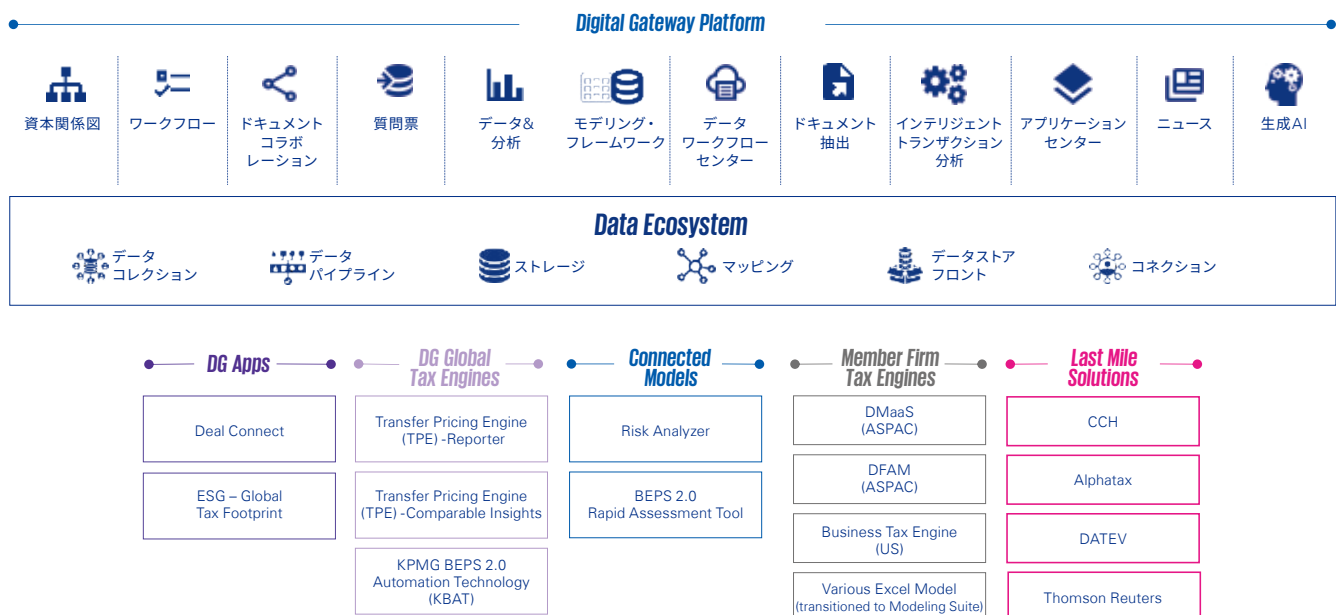 Digital Gateway Platform
資本関係図
ワークフロー
ドキュメント
コラボ
レーション
質問票
データ&
分析
モデリング・
フレームワーク
データ
ワークフロー
センター
ドキュメント
抽出
インテリジェント
トランザクション
分析
アプリケーション
センター
ニュース
生成AI
Data Ecosystem
データ
コレクション
データ
パイプライン
ストレージ
マッピング
データストア
フロント
コネクション
DG Apps
Deal Connect
ESG – Global
Tax Footprint
DG Global
Tax Engines
Transfer Pricing Engine
(TPE) -Reporter
Transfer Pricing Engine
(TPE) -Comparable Insights
KPMG BEPS 2.0
Automation Technology
(KBAT)
Connected
Models
Risk Analyzer
BEPS 2.0
Rapid Assessment Tool
Member Firm
Tax Engines
DMaaS
(ASPAC)
DFAM
(ASPAC)
Business Tax Engine
(US)
Various Excel Model
(transitioned to Modeling Suite)
Last Mile
Solutions
CCH
Alphatax
DATEV
Thomson Reuters